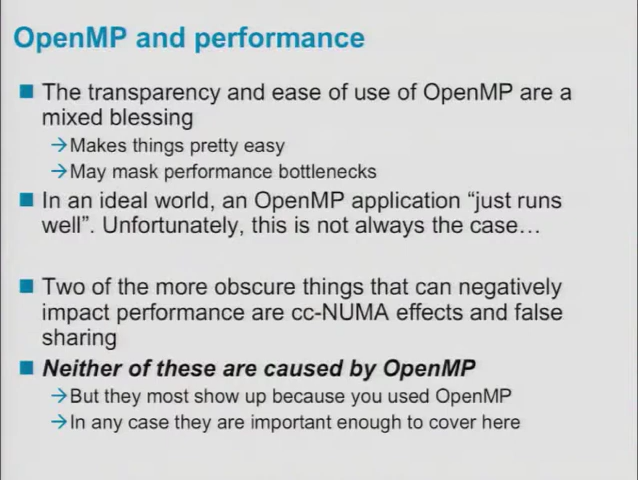 OpenMP and performance
The transparency and ease of use of OpenMP are a
mixed blessing
→Makes things pretty easy
→May mask performance bottlenecks
In an ideal world, an OpenMP application “just runs
well”. Unfortunately, this is not always the case…
Two of the more obscure things that can negatively
impact performance are cc-NUMA effects and false
sharing
Neither of these are caused by OpenMP
→But they most show up because you used OpenMP
→In any case they are important enough to cover here